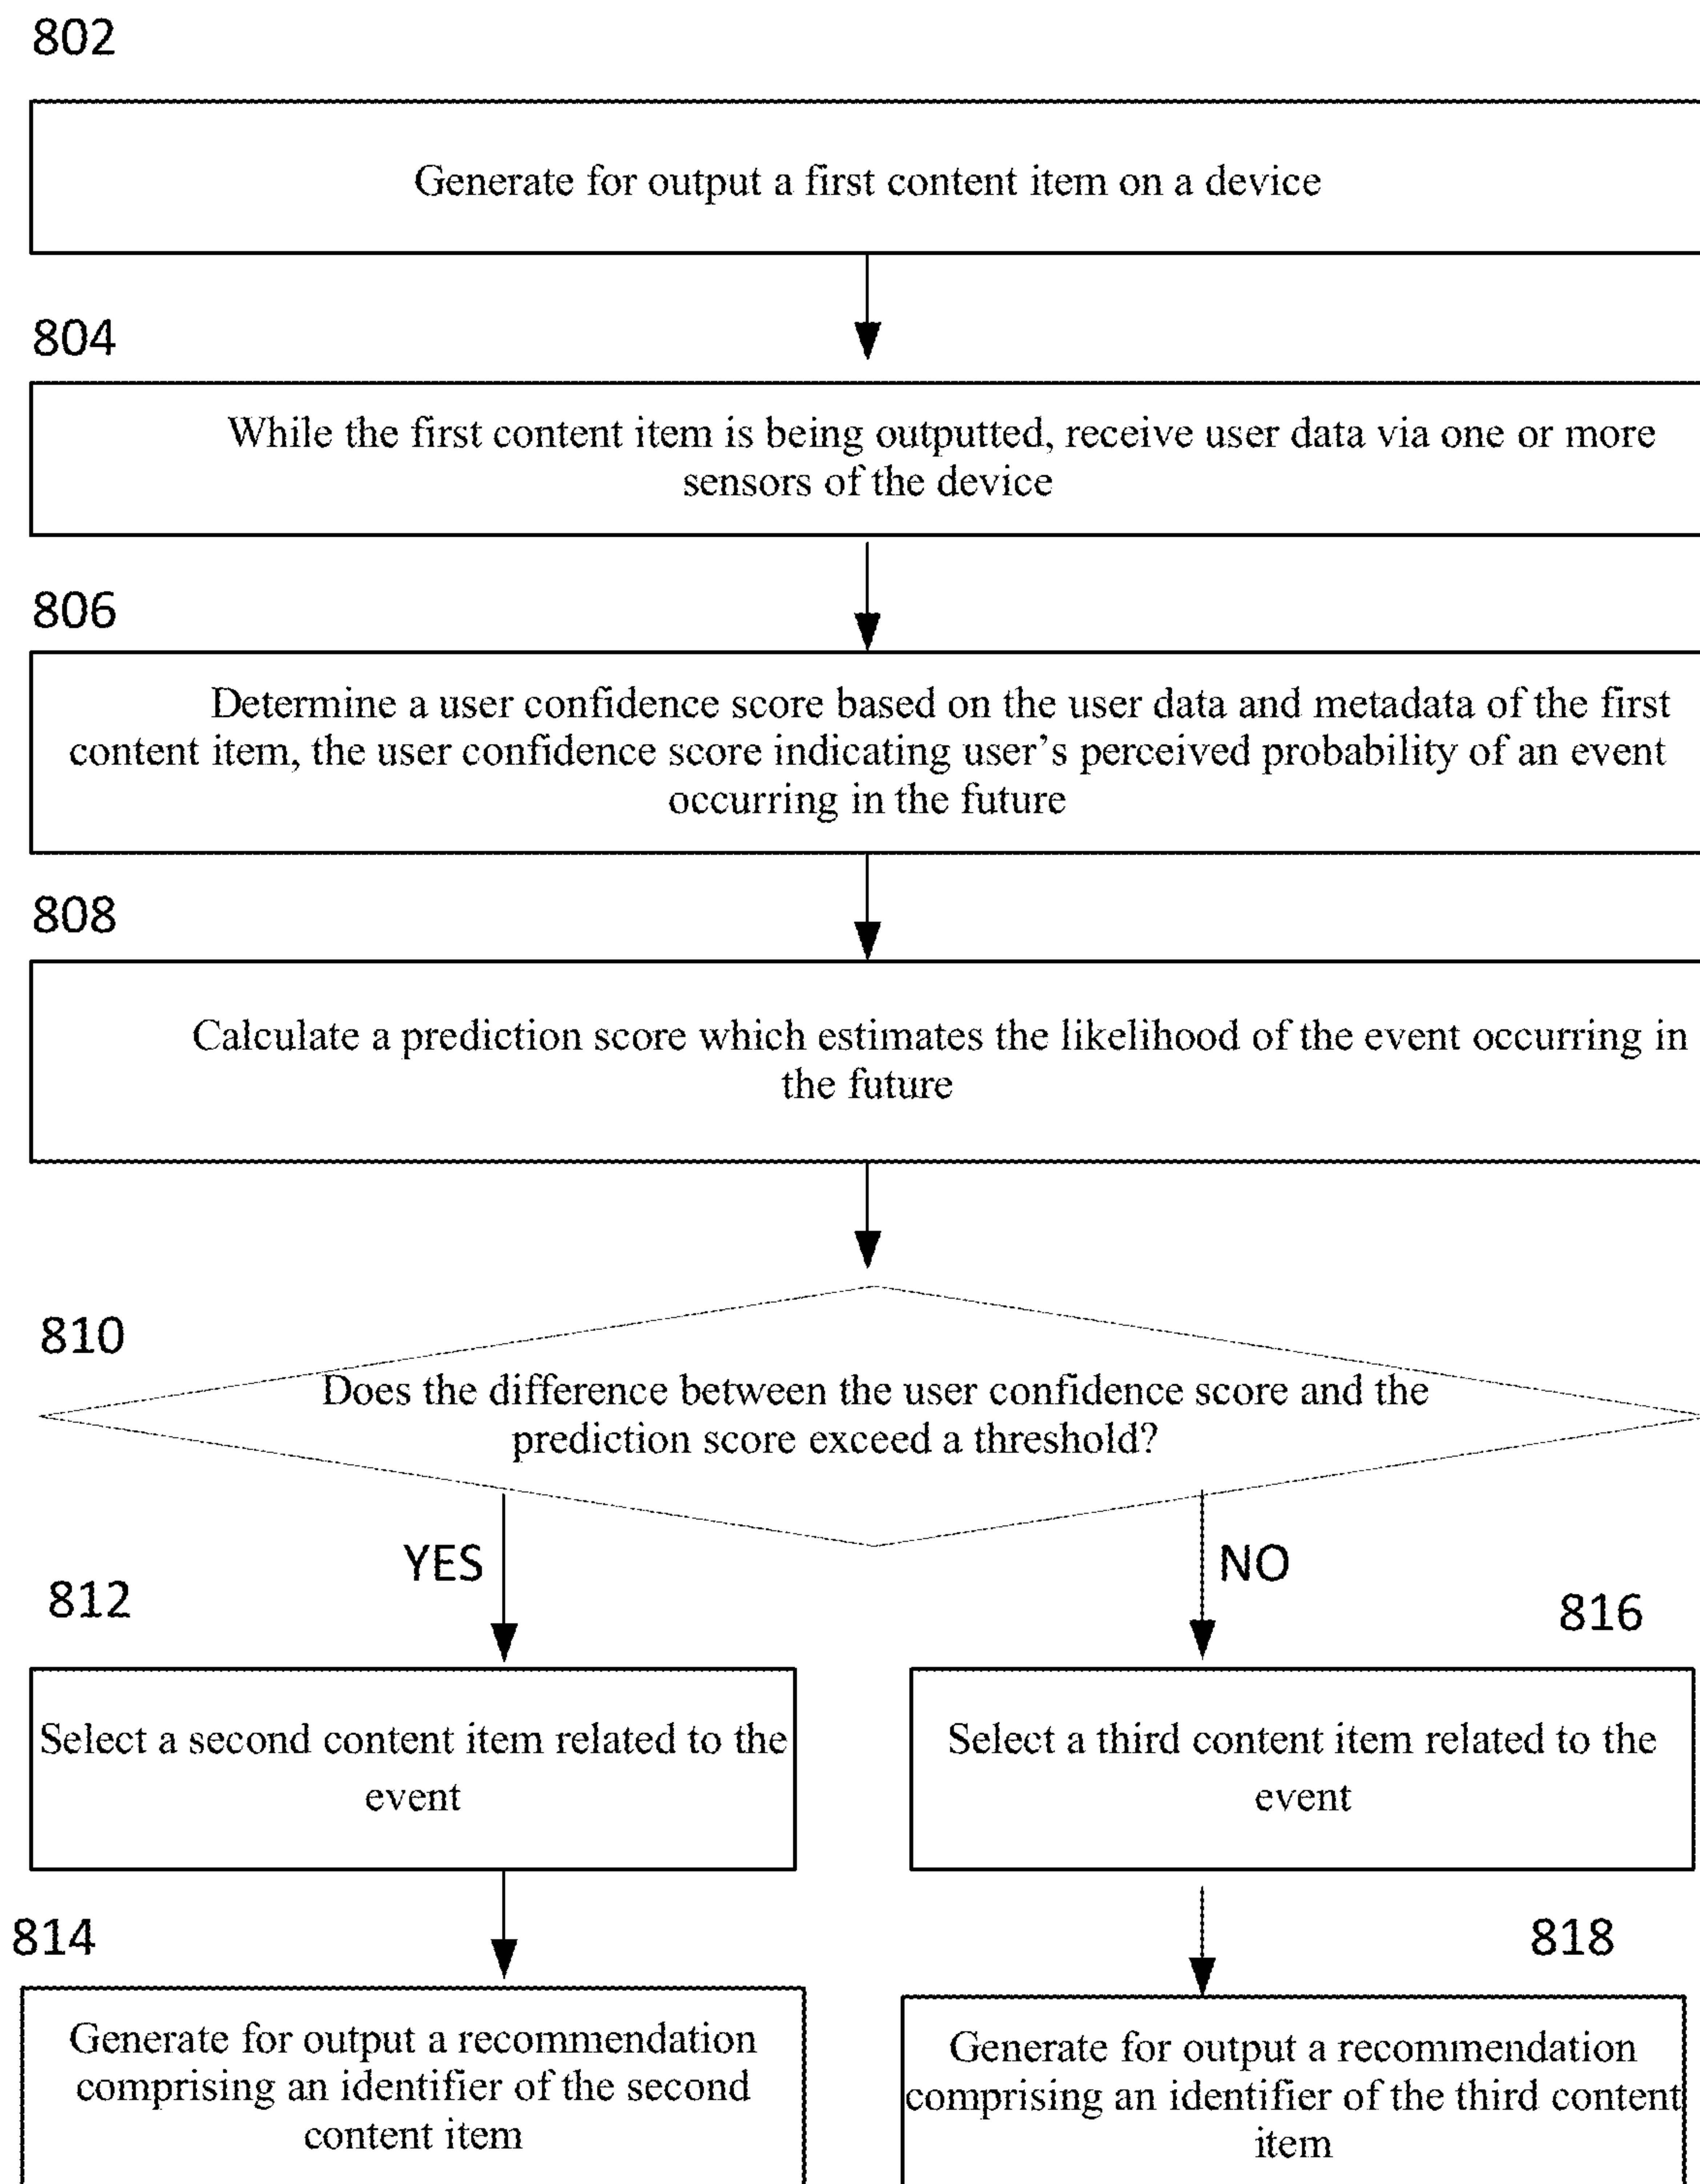 802
Generate for output a first content item on a device
804
While the first content item is being outputted, receive user data via one or more
sensors of the device
806
Determine a user confidence score based on the user data and metadata of the first
content item, the user confidence score indicating user’s perceived probability of an event
occurring in the future
808
Calculate a prediction score which estimates the likelihood of the event occurring in
the future
810
Does the difference between the user confidence score and the
prediction score exceed a threshold?
YES
NO
812
816
Select a second content item related to the
event
Select a third content item related to the
event
814
818
Generate for output a recommendation
comprising an identifier of the second
content item
Generate for output a recommendation
comprising an identifier of the third content
item